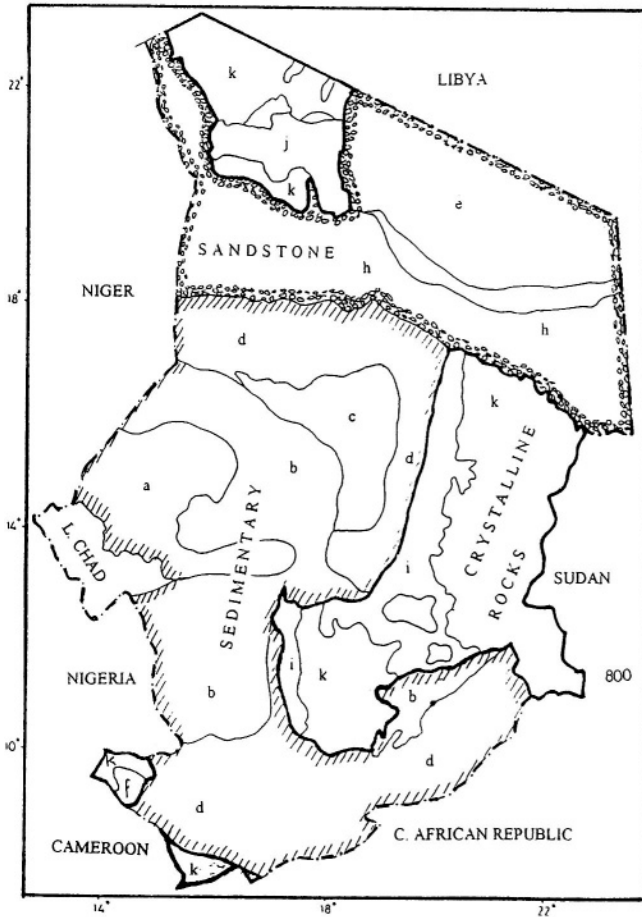 22°
k
LIBYA
j
k
e
SANDSTONE
h
NIGER
18°
h
d
k
c
d
b
a
14°
L. CHAD
SEDIMENTARY
CRYSTALLINE
ROCKS
i
SUDAN
NIGERIA
i
k
b
800
b
10°
k
f
d
d
CAMEROON
k
C. AFRICAN REPUBLIC
14°
18°
22°